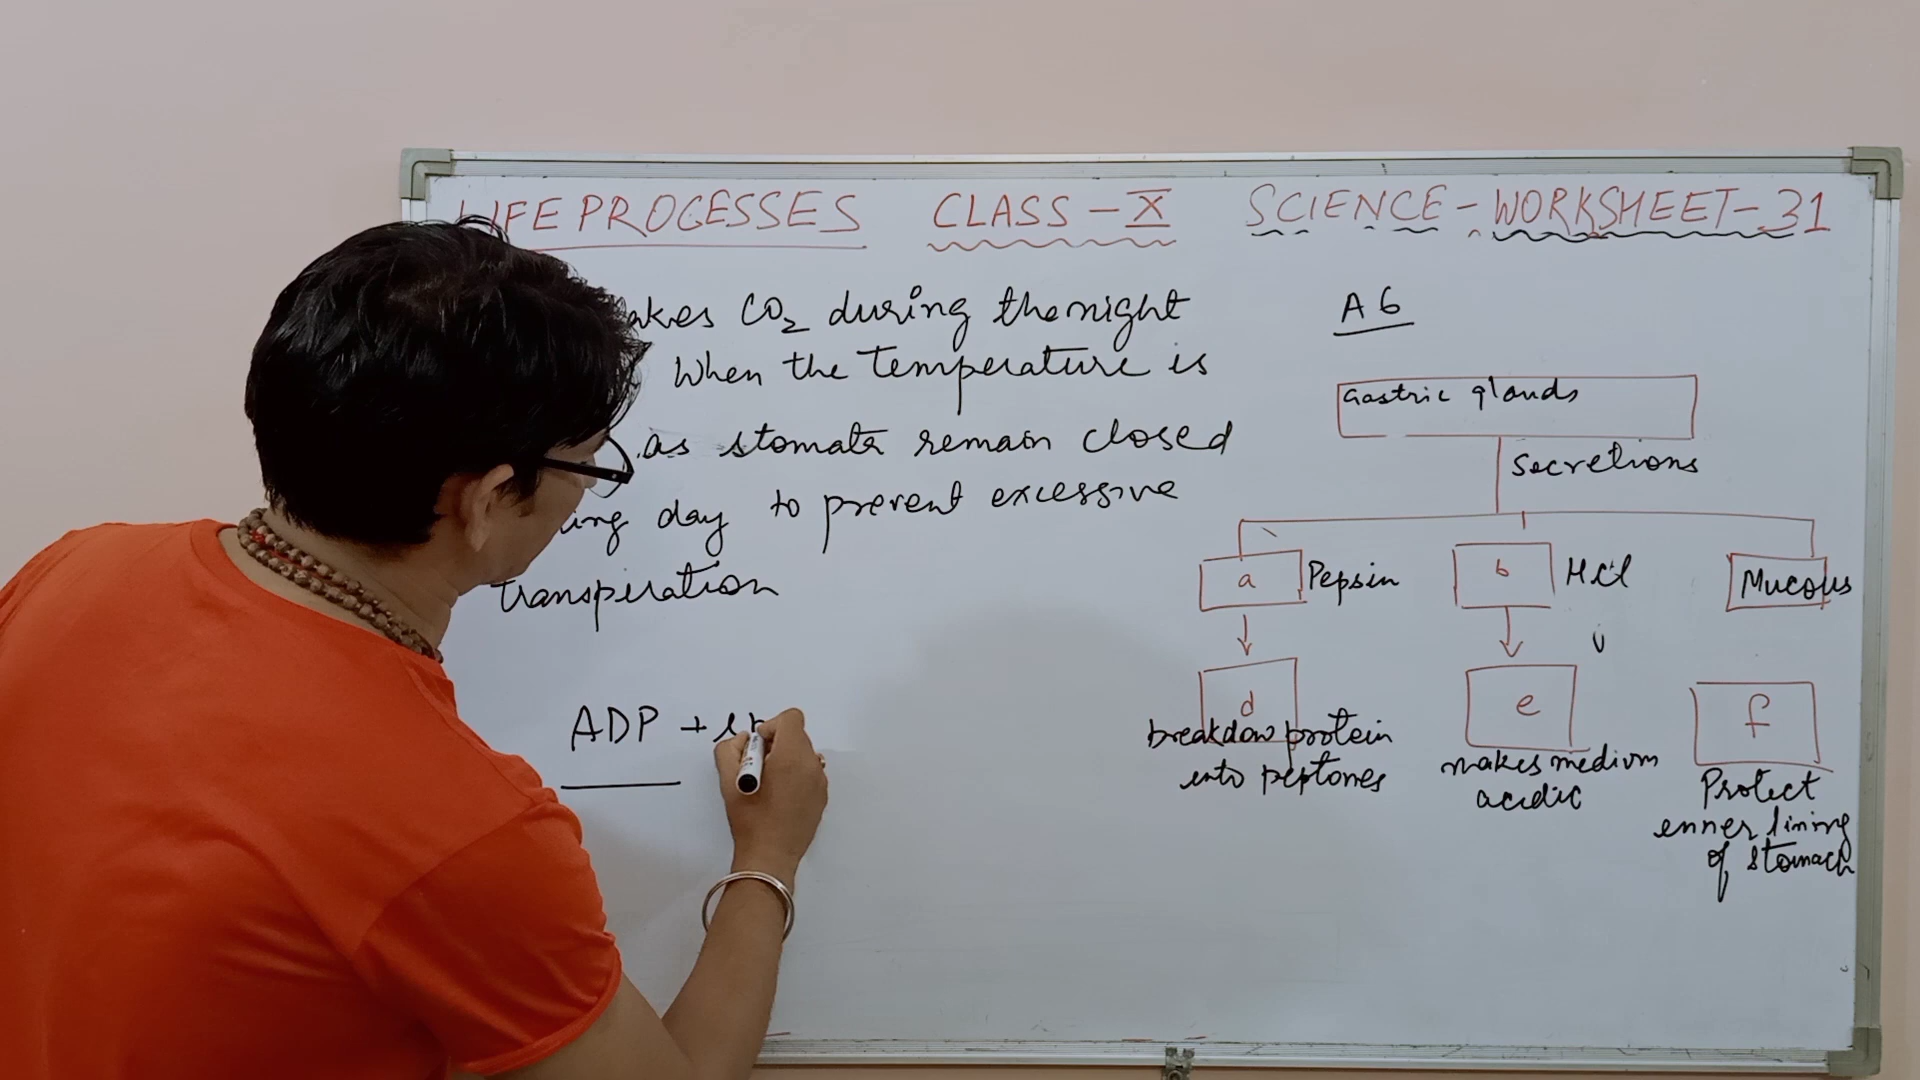 LIFE PROCESSES CLASS - X SCIENCE - WORKSHEET - 31
akes CO2 during the night
When the temperature is
as stomata remain closed
ing day to prevent excessive
transpiration
ADP +
A6
Gastric glands
Secretions
a Pepsin
b HCl
Mucous
d
breakdow protein
into peptones
e
makes medium
acidic
f
Protect
enner lining
of stomach